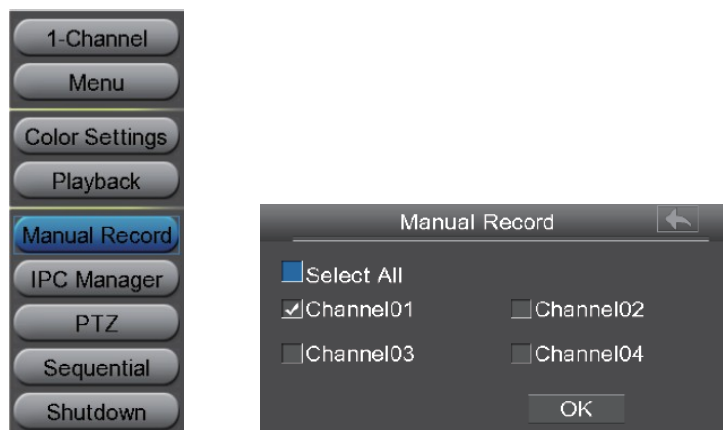 1-Channel
Menu
Color Settings
Playback
Manual Record
IPC Manager
PTZ
Sequential
Shutdown
Manual Record
Select All
Channel01 Channel02
Channel03 Channel04
OK